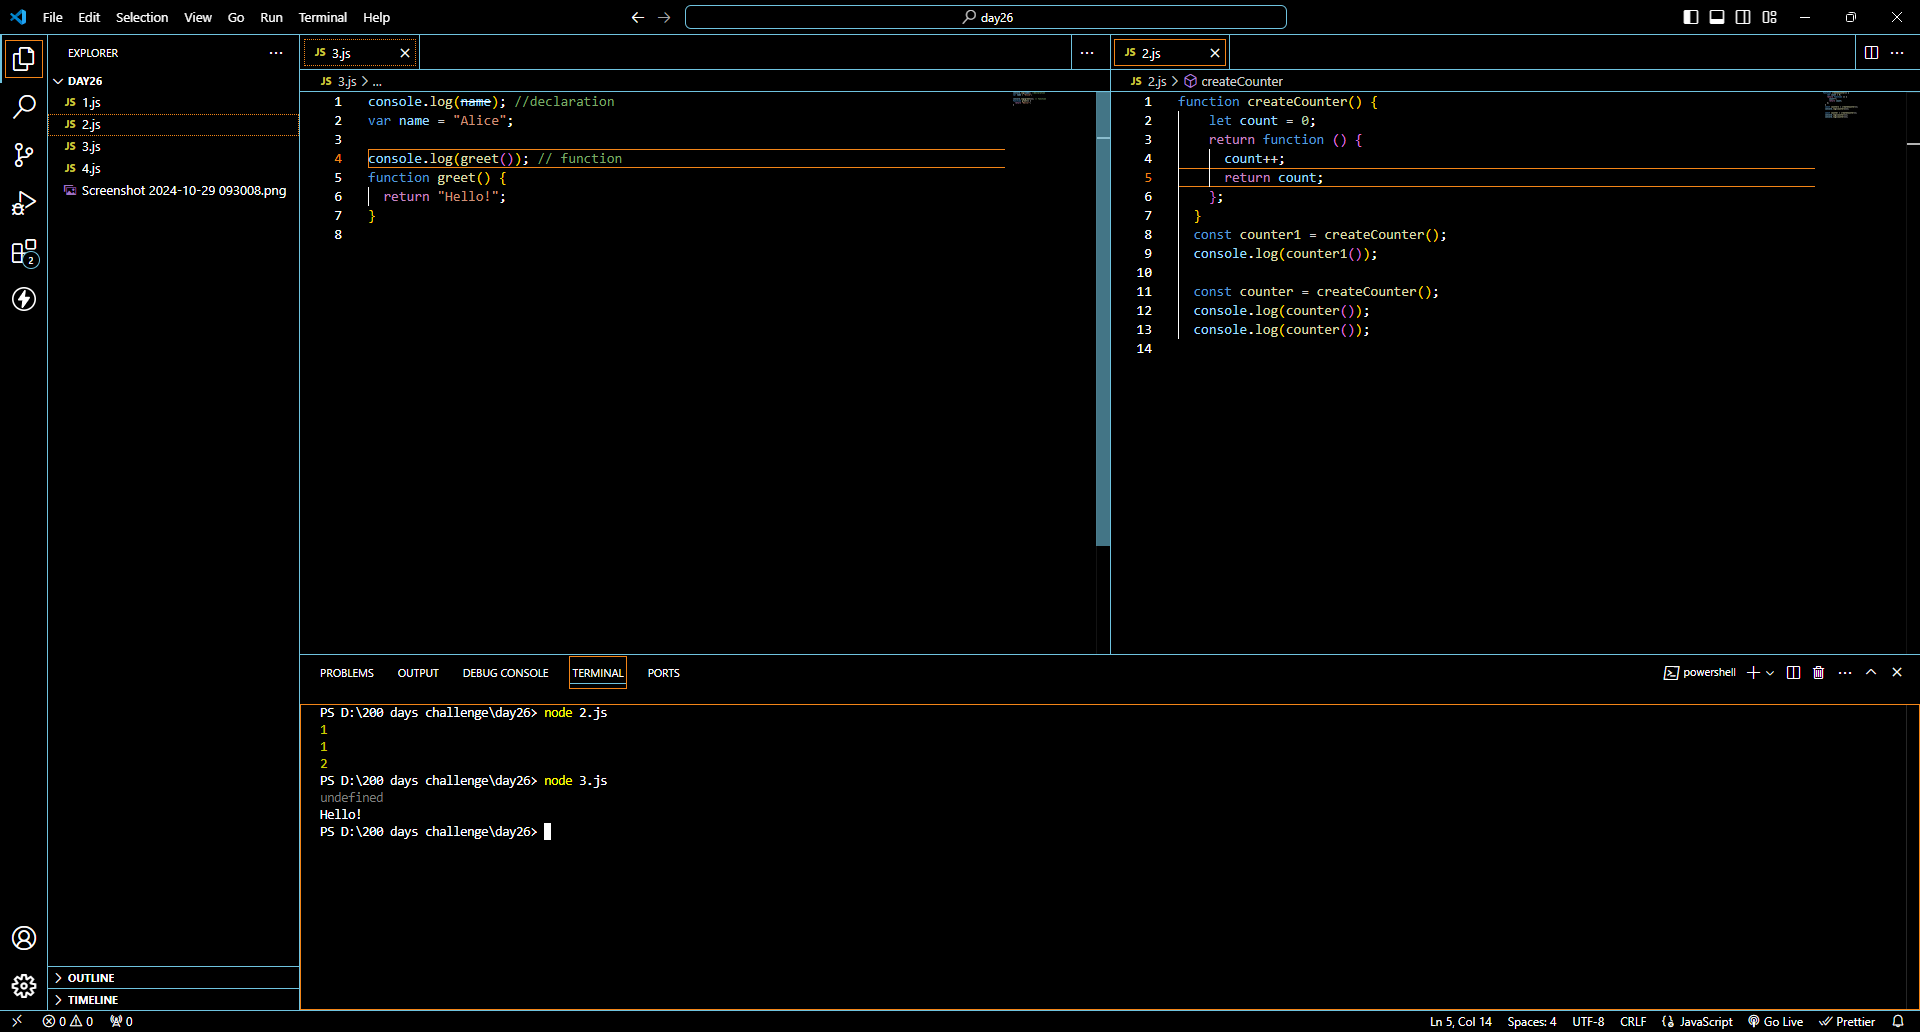 File Edit Selection View Go Run Terminal Help
day26
EXPLORER
DAY26
JS 1.js
JS 2.js
JS 3.js
JS 4.js
Screenshot 2024-10-29 093008.png
OUTLINE
TIMELINE
2
JS 3.js
JS 3.js > ...
1 console.log(name); //declaration
2 var name = "Alice";
3
4 console.log(greet()); // function
5 function greet() {
6 return "Hello!";
7 }
8
JS 2.js
JS 2.js > createCounter
1 function createCounter() {
2 let count = 0;
3 return function () {
4 count++;
5 return count;
6 };
7 }
8 const counter1 = createCounter();
9 console.log(counter1());
10
11 const counter = createCounter();
12 console.log(counter());
13 console.log(counter());
14
PROBLEMS OUTPUT DEBUG CONSOLE TERMINAL PORTS
powershell
PS D:\200 days challenge\day26> node 2.js
1
1
2
PS D:\200 days challenge\day26> node 3.js
undefined
Hello!
PS D:\200 days challenge\day26>
0 0 0
Ln 5, Col 14 Spaces: 4 UTF-8 CRLF {} JavaScript Go Live Prettier